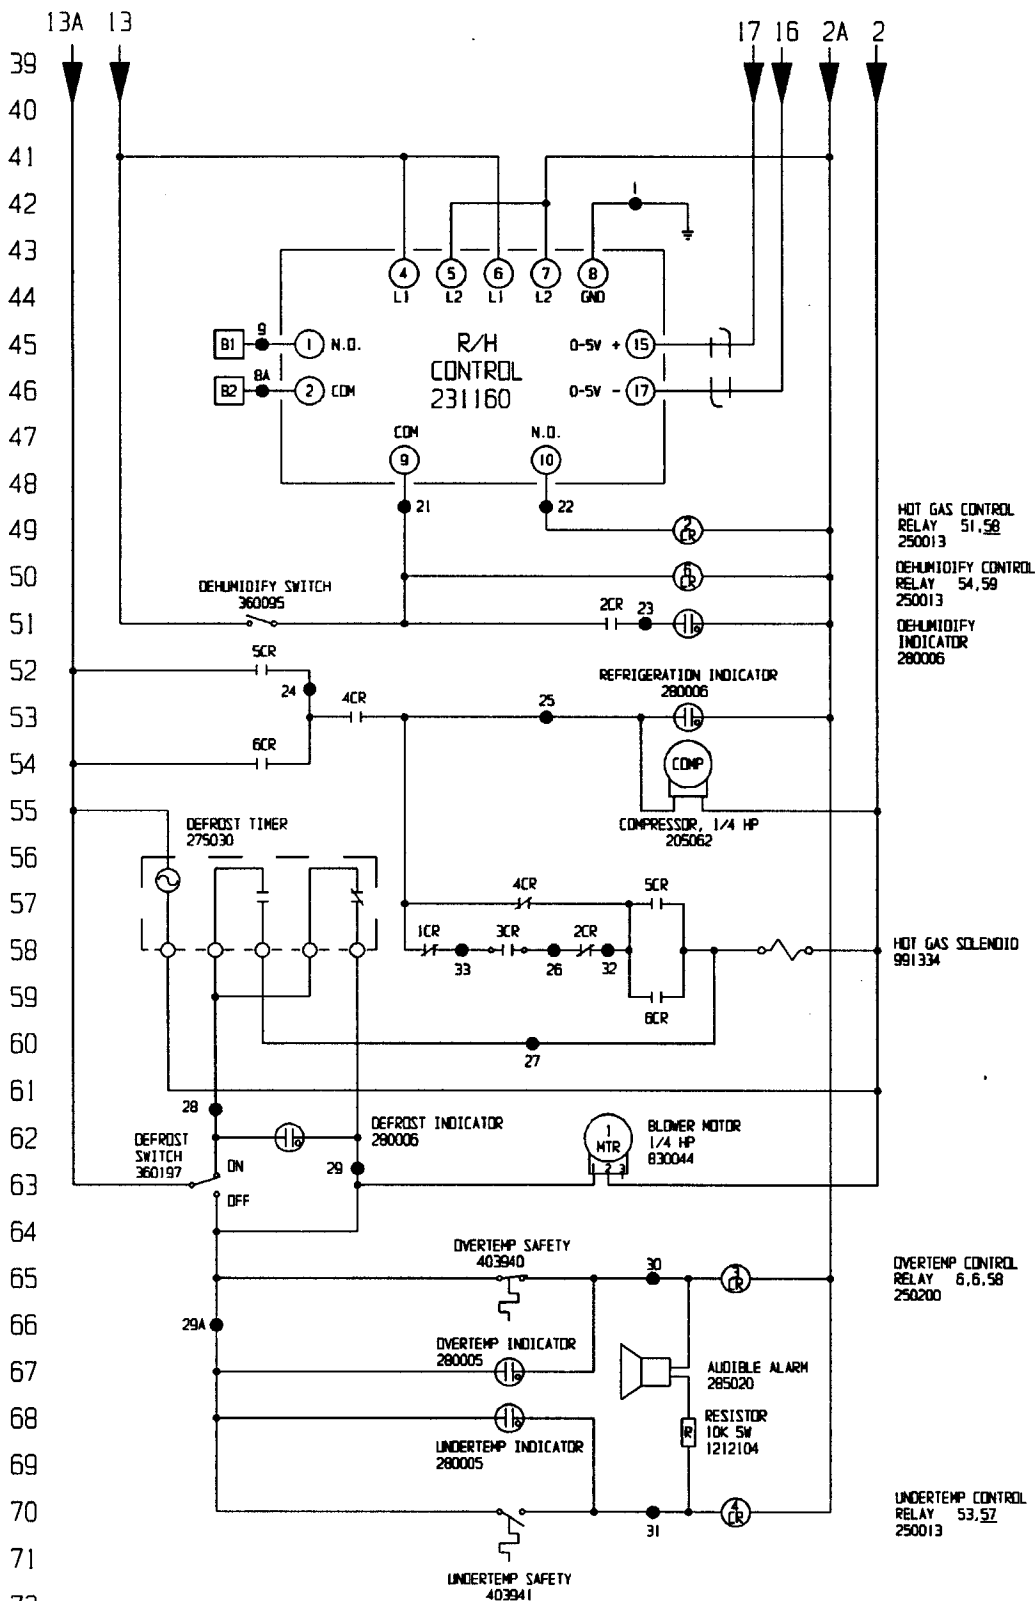 13A 13 17 16 2A 2
39
40
41
42 1
43
4 5 6 7 8
44 L1 L2 L1 L2 GND
45 B1 9 1 N.O. R/H 0-5V + 15
CONTROL
46 B2 8A 2 COM 231160 0-5V - 17
47 COM N.O.
9 10
48
21 22
49 2 CR
HOT GAS CONTROL
RELAY 51,58
250013
50 6 CR
DEHUMIDIFY CONTROL
RELAY 54,59
250013
DEHUMIDIFY SWITCH
360095
51 2CR 23
DEHUMIDIFY
INDICATOR
280006
52 5CR
24
REFRIGERATION INDICATOR
280006
53 4CR 25
54 6CR COMP
55
COMPRESSOR, 1/4 HP
205062
DEFROST TIMER
275030
56
57 4CR 5CR
58 1CR 33 3CR 26 2CR 32
HOT GAS SOLENOID
991334
59 6CR
60 27
61
28
62 DEFROST INDICATOR
280006
1
MTR
1 2 3
BLOWER MOTOR
1/4 HP
830044
DEFROST
SWITCH
360197
29
63 ON
OFF
64
OVERTEMP SAFETY
403940
65 30 3 CR
OVERTEMP CONTROL
RELAY 6,6,58
250200
66 29A
OVERTEMP INDICATOR
280005
67 AUDIBLE ALARM
285020
68 R RESISTOR
10K 5W
1212104
UNDERTEMP INDICATOR
280005
69
70 31 4 CR
UNDERTEMP CONTROL
RELAY 53,57
250013
71
UNDERTEMP SAFETY
403941
72